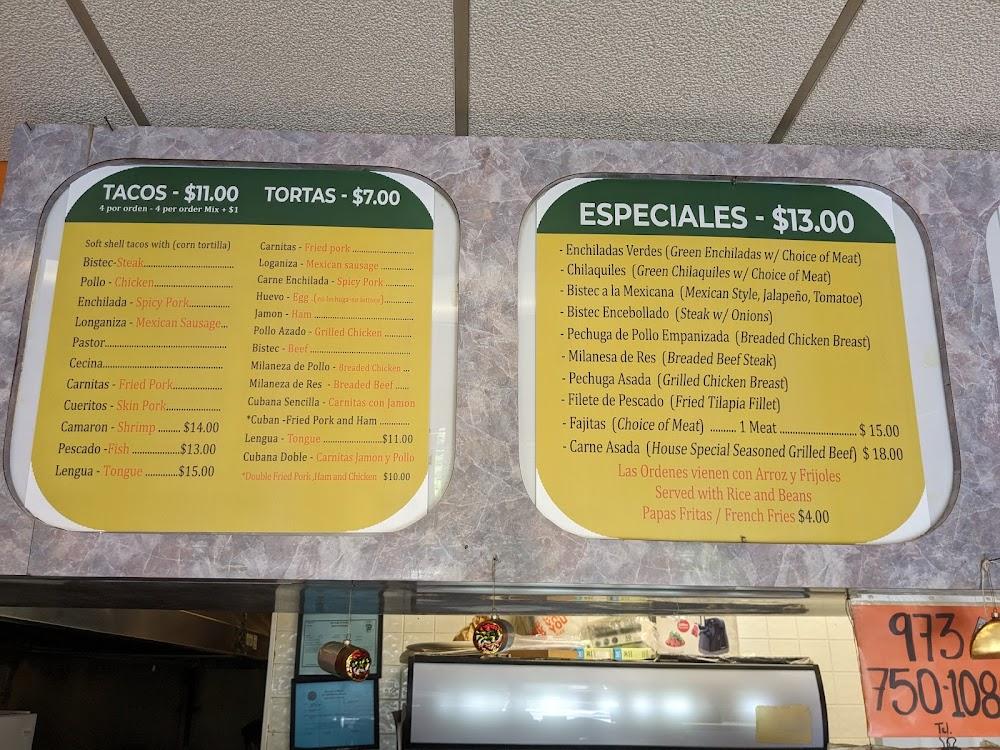 TACOS - $11.00
4 por orden - 4 per order Mix + $1
Soft shell tacos with (corn tortilla)
Bistec-Steak
Pollo - Chicken
Enchilada - Spicy Pork
Longaniza - Mexican Sausage
Pastor
Cecina
Carnitas - Fried Pork
Cueritos - Skin Pork
Camaron - Shrimp ....... $14.00
Pescado -Fish ............$13.00
Lengua - Tongue ............$15.00
TORTAS - $7.00
Carnitas - Fried pork
Loganiza - Mexican sausage
Carne Enchilada - Spicy Pork
Huevo - Egg (no lechuga-no lettuce)
Jamon - Ham
Pollo Azado - Grilled Chicken
Bistec - Beef
Milaneza de Pollo - Breaded Chicken ...
Milaneza de Res - Breaded Beef ......
Cubana Sencilla - Carnitas con Jamon
*Cuban -Fried Pork and Ham
Lengua - Tongue ....................$11.00
Cubana Doble - Carnitas Jamon y Pollo
*Double Fried Pork ,Ham and Chicken $10.00
ESPECIALES - $13.00
- Enchiladas Verdes (Green Enchiladas w/ Choice of Meat)
- Chilaquiles (Green Chilaquiles w/ Choice of Meat)
- Bistec a la Mexicana (Mexican Style, Jalapeño, Tomatoe)
- Bistec Encebollado (Steak w/ Onions)
- Pechuga de Pollo Empanizada (Breaded Chicken Breast)
- Milanesa de Res (Breaded Beef Steak)
- Pechuga Asada (Grilled Chicken Breast)
- Filete de Pescado (Fried Tilapia Fillet)
- Fajitas (Choice of Meat) .......... 1 Meat ............................ $ 15.00
- Carne Asada (House Special Seasoned Grilled Beef) $ 18.00
Las Ordenes vienen con Arroz y Frijoles
Served with Rice and Beans
Papas Fritas / French Fries $4.00
973
750-108
Tel.